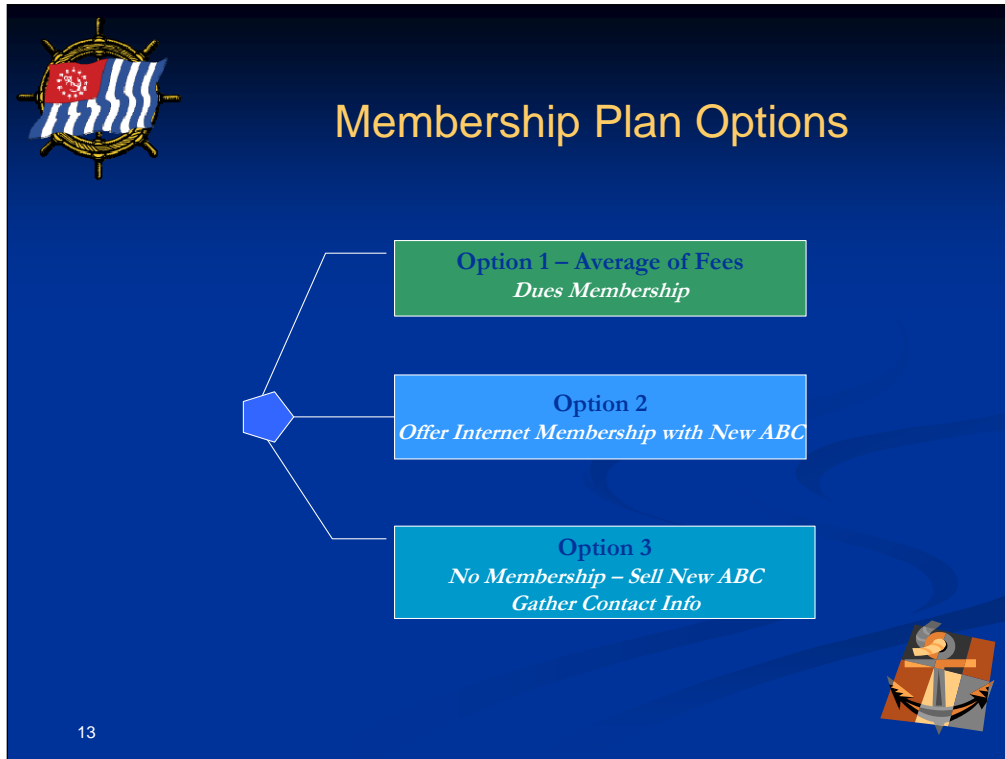 Membership Plan Options
Option 1 – Average of Fees
Dues Membership
Option 2
Offer Internet Membership with New ABC
Option 3
No Membership – Sell New ABC
Gather Contact Info
13